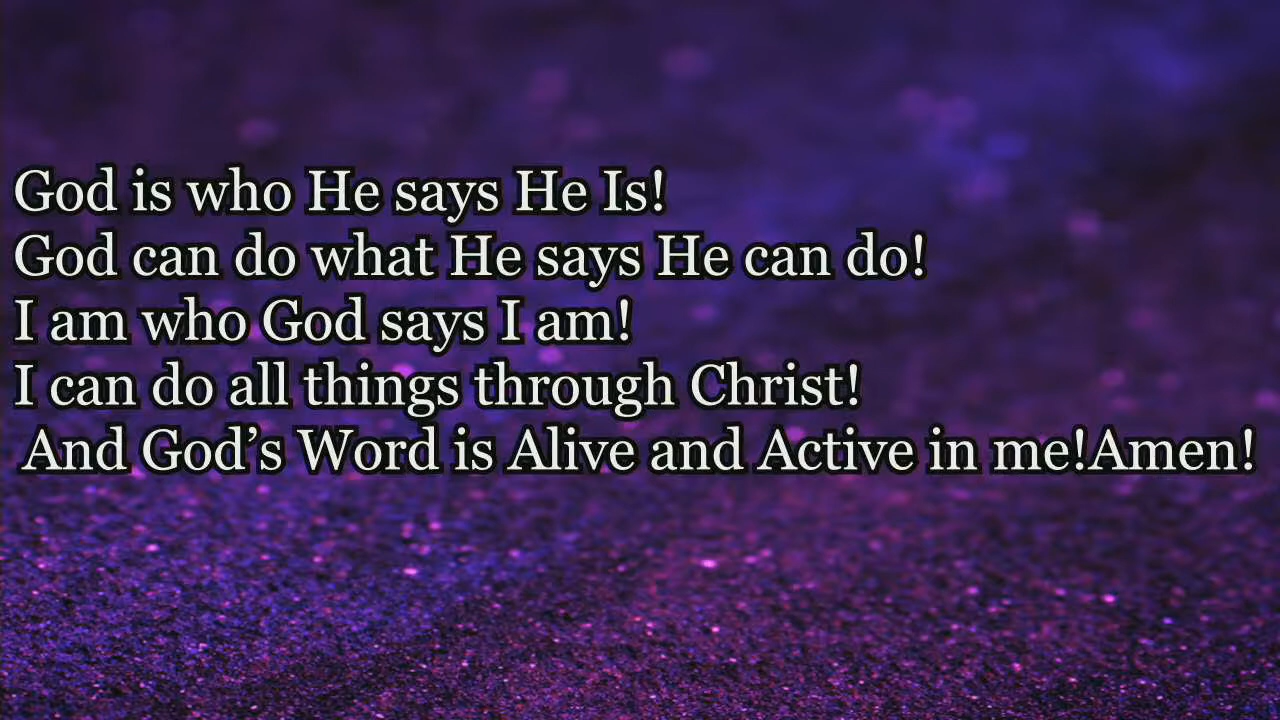 God is who He says He Is!
God can do what He says He can do!
I am who God says I am!
I can do all things through Christ!
And God’s Word is Alive and Active in me!Amen!